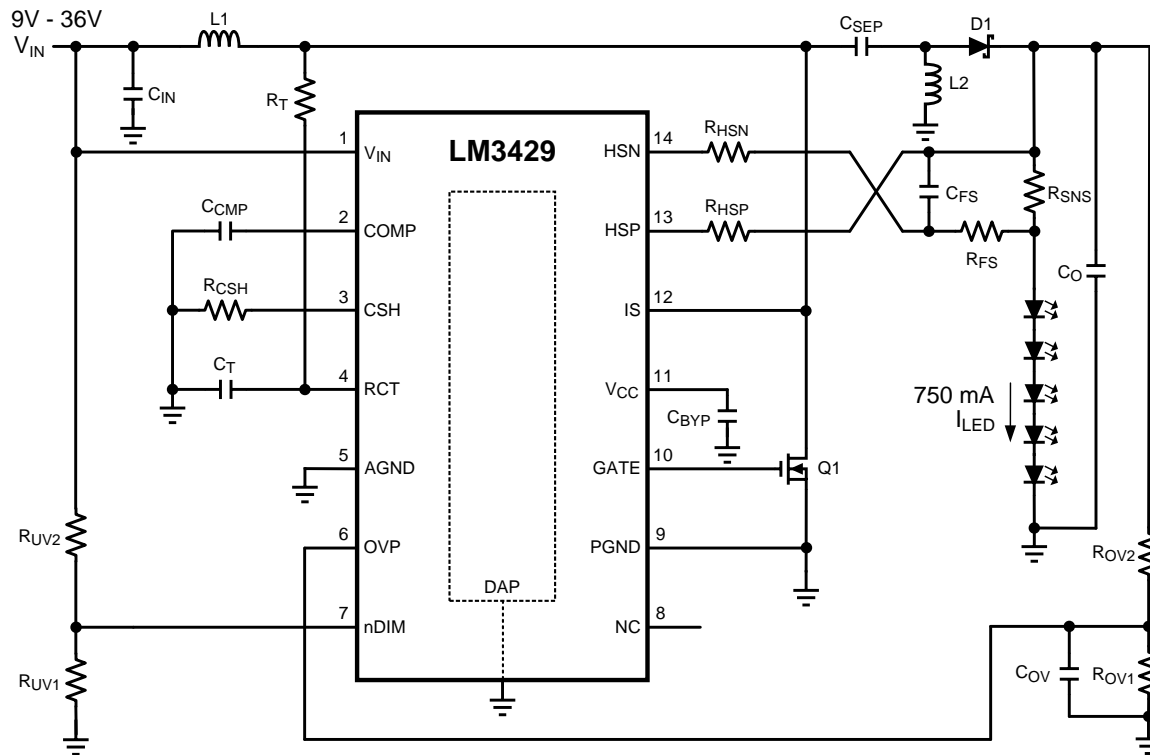 9V - 36V
VIN
L1
CSEP
D1
L2
CIN
RT
LM3429
1
VIN
14
HSN
RHSN
CFS
RSNS
CCMP
2
COMP
13
HSP
RHSP
RFS
CO
RCSH
3
CSH
12
IS
CT
4
RCT
11
VCC
CBYP
750 mA
ILED
5
AGND
10
GATE
Q1
RUV2
6
OVP
9
PGND
ROV2
DAP
7
nDIM
8
NC
RUV1
COV
ROV1